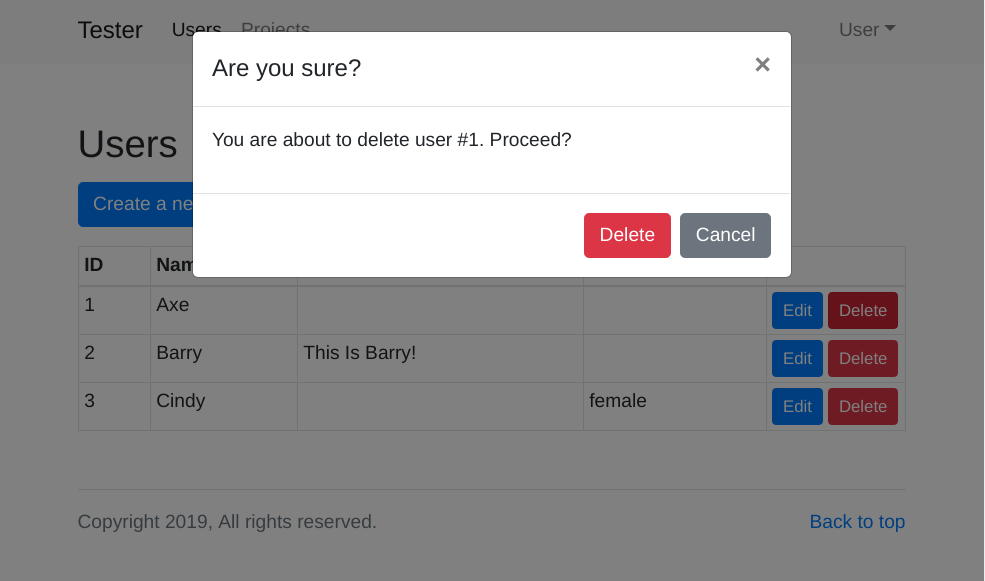 Tester Users Projects User
Are you sure? ×
You are about to delete user #1. Proceed?
Delete Cancel
Users
Create a ne
ID Nam
1 Axe Edit Delete
2 Barry This Is Barry! Edit Delete
3 Cindy female Edit Delete
Copyright 2019, All rights reserved. Back to top